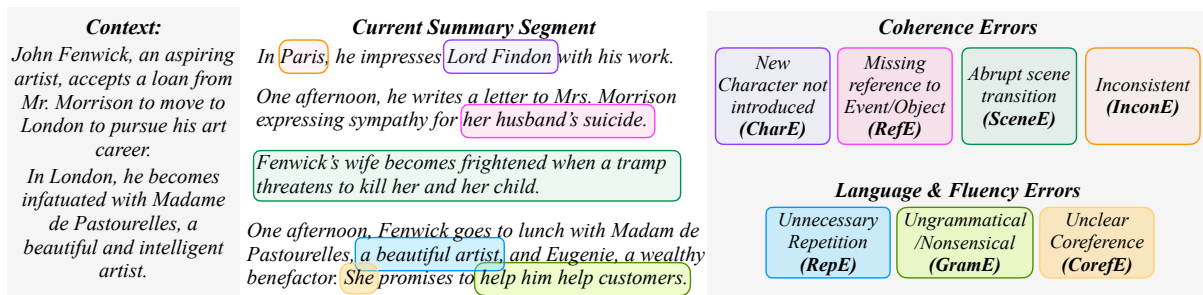 Context:
John Fenwick, an aspiring
artist, accepts a loan from
Mr. Morrison to move to
London to pursue his art
career.
In London, he becomes
infatuated with Madame
de Pastourelles, a
beautiful and intelligent
artist.
Current Summary Segment
In Paris, he impresses Lord Findon with his work.
One afternoon, he writes a letter to Mrs. Morrison
expressing sympathy for her husband's suicide.
Fenwick's wife becomes frightened when a tramp
threatens to kill her and her child.
One afternoon, Fenwick goes to lunch with Madam de
Pastourelles, a beautiful artist, and Eugenie, a wealthy
benefactor. She promises to help him help customers.
Coherence Errors
New
Character not
introduced
(CharE)
Missing
reference to
Event/Object
(RefE)
Abrupt scene
transition
(SceneE)
Inconsistent
(InconE)
Language & Fluency Errors
Unnecessary
Repetition
(RepE)
Ungrammatical
/Nonsensical
(GramE)
Unclear
Coreference
(CorefE)